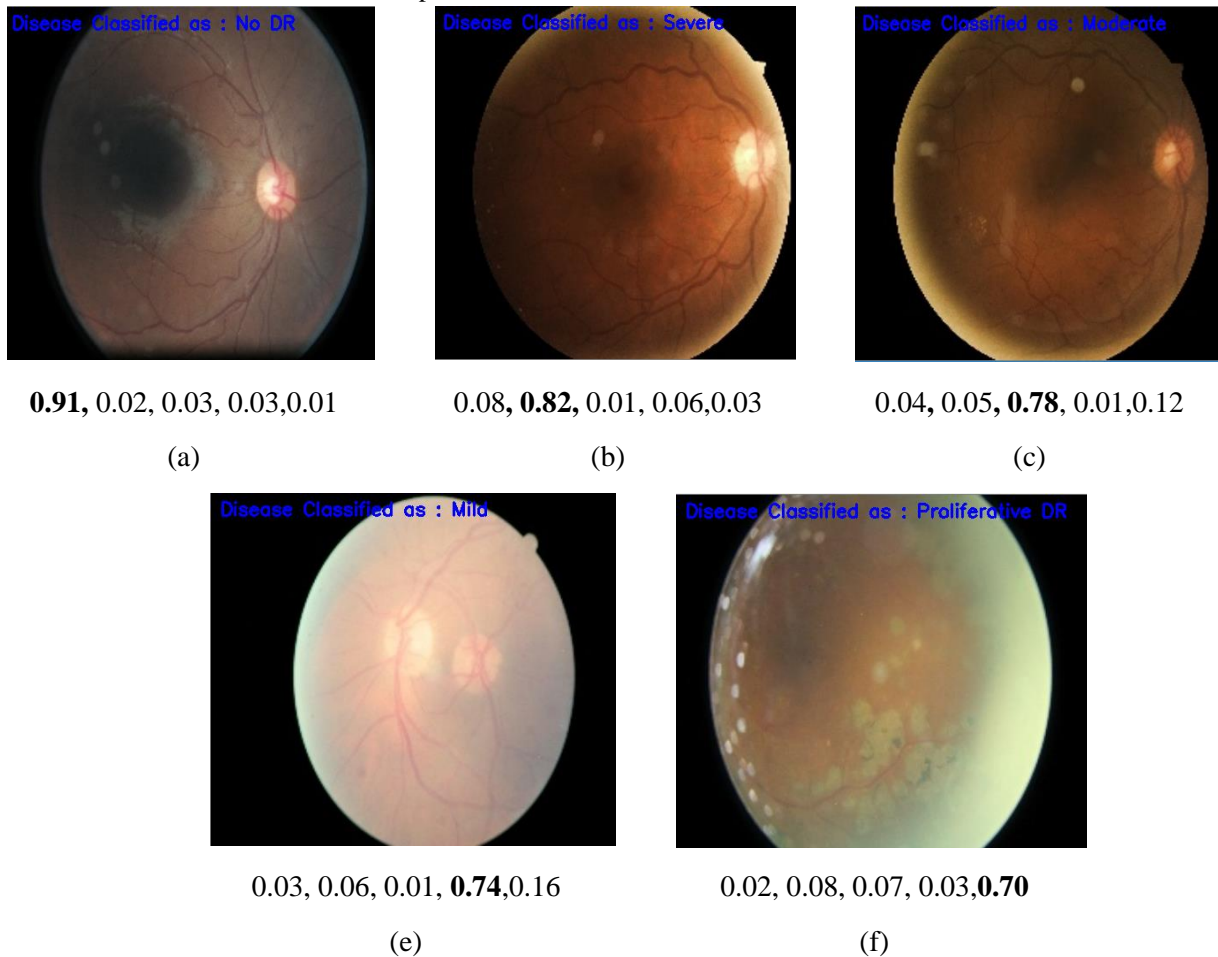 Disease Classified as : No DR
Disease Classified as : Severe
Disease Classified as : Moderate
0.91, 0.02, 0.03, 0.03,0.01
0.08, 0.82, 0.01, 0.06,0.03
0.04, 0.05, 0.78, 0.01,0.12
(a)
(b)
(c)
Disease Classified as : Mild
Disease Classified as : Proliferative DR
0.03, 0.06, 0.01, 0.74,0.16
0.02, 0.08, 0.07, 0.03,0.70
(e)
(f)